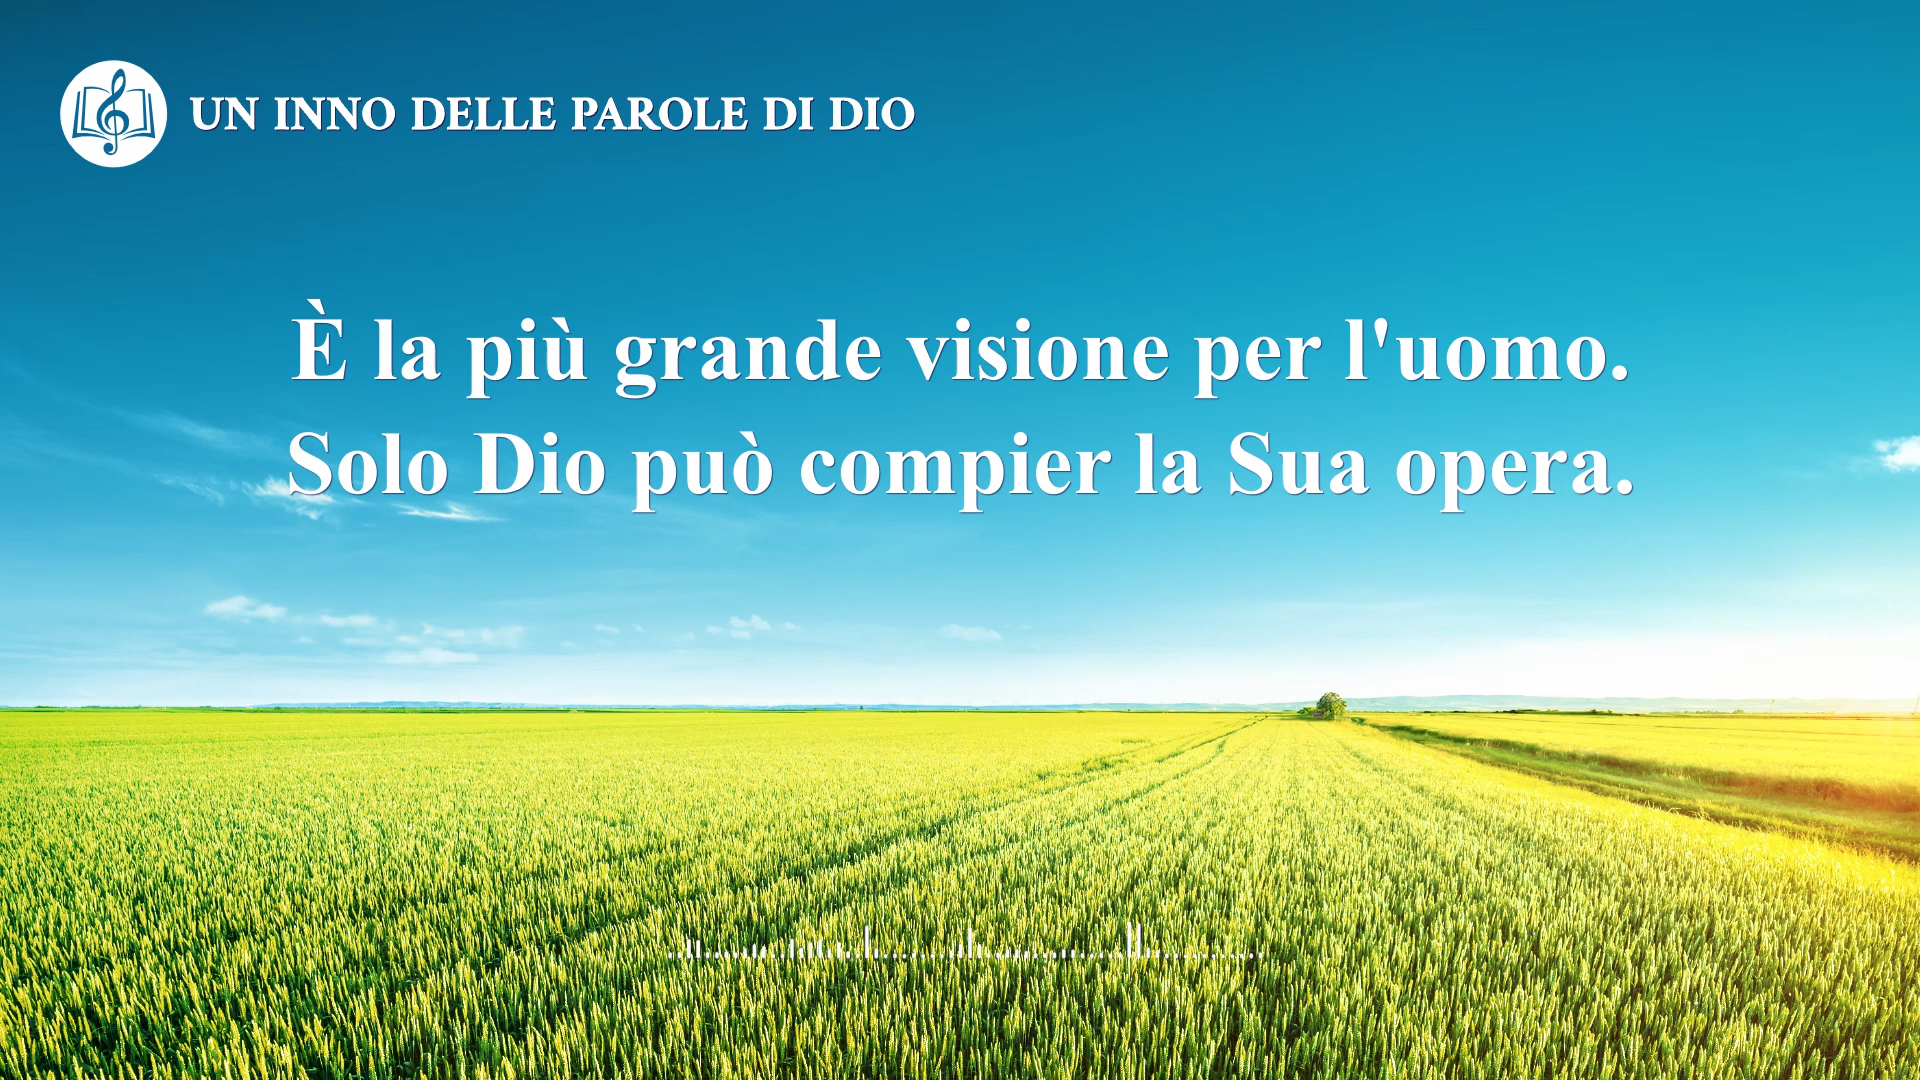 UN INNO DELLE PAROLE DI DIO
È la più grande visione per l'uomo.
Solo Dio può compier la Sua opera.